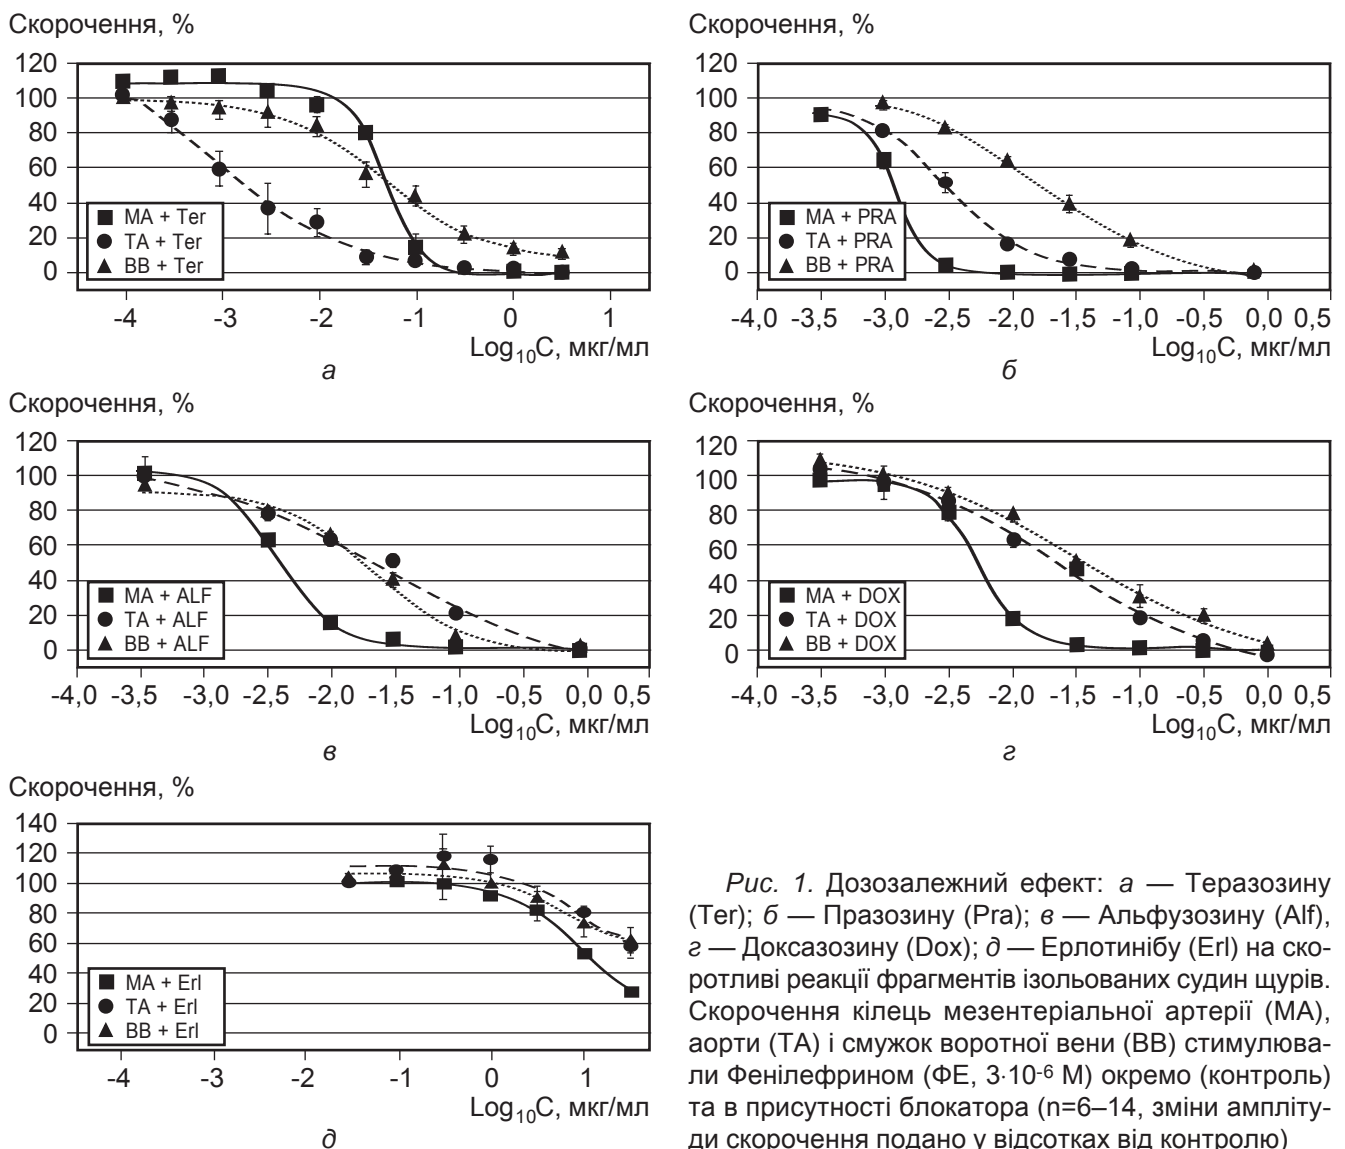 Скорочення, %
120
100
80
60
40
20
0
MA + Ter
TA + Ter
BB + Ter
-4 -3 -2 -1 0 1
Log10C, мкг/мл
а
Скорочення, %
120
100
80
60
40
20
0
MA + PRA
TA + PRA
BB + PRA
-4,0 -3,5 -3,0 -2,5 -2,0 -1,5 -1,0 -0,5 0,0 0,5
Log10C, мкг/мл
б
Скорочення, %
120
100
80
60
40
20
0
MA + ALF
TA + ALF
BB + ALF
-4,0 -3,5 -3,0 -2,5 -2,0 -1,5 -1,0 -0,5 0,0 0,5
Log10C, мкг/мл
в
Скорочення, %
120
100
80
60
40
20
0
MA + DOX
TA + DOX
BB + DOX
-4,0 -3,5 -3,0 -2,5 -2,0 -1,5 -1,0 -0,5 0,0 0,5
Log10C, мкг/мл
г
Скорочення, %
140
120
100
80
60
40
20
0
MA + Erl
TA + Erl
BB + Erl
-4 -3 -2 -1 0 1
Log10C, мкг/мл
д
Рис. 1. Дозозалежний ефект: а — Теразозину
(Ter); б — Празозину (Pra); в — Альфузозину (Alf),
г — Доксазозину (Dox); д — Ерлотинібу (Erl) на ско-
ротливі реакції фрагментів ізольованих судин щурів.
Скорочення кілець мезентеріальної артерії (МА),
аорти (ТА) і смужок воротної вени (ВВ) стимулюва-
ли Фенілефрином (ФЕ, 3·10-6 М) окремо (контроль)
та в присутності блокатора (n=6–14, зміни ампліту-
ди скорочення подано у відсотках від контролю)